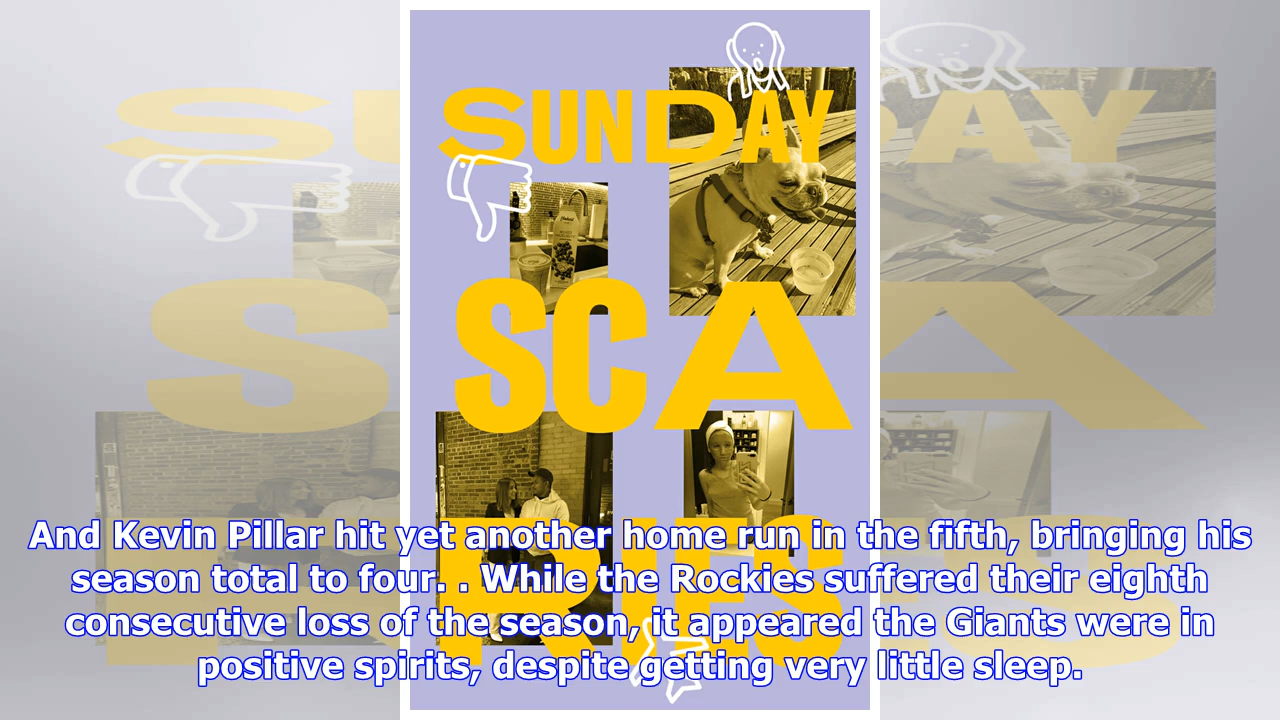 SUNDAY
SCA
RIES
And Kevin Pillar hit yet another home run in the fifth, bringing his
season total to four. . While the Rockies suffered their eighth
consecutive loss of the season, it appeared the Giants were in
positive spirits, despite getting very little sleep.